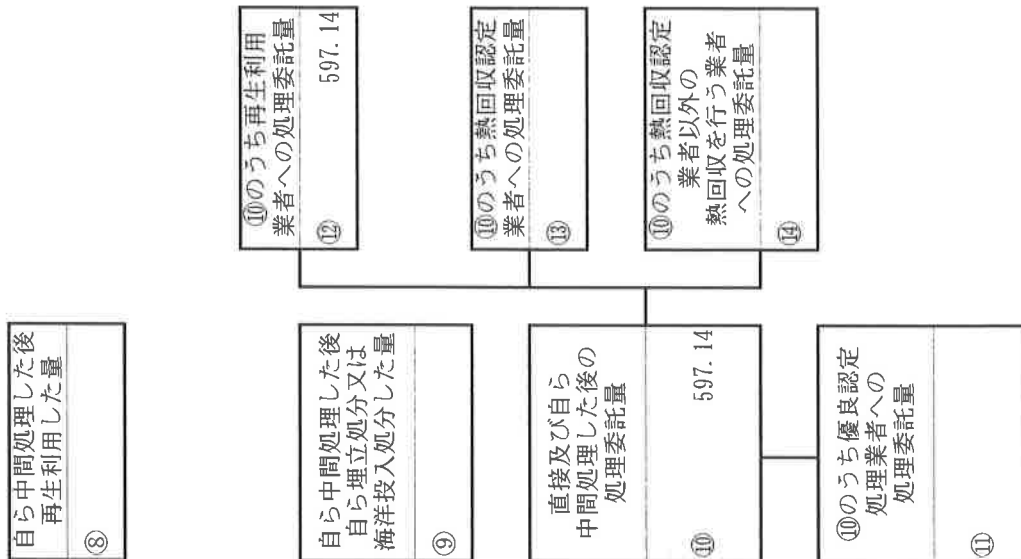 自ら中間処理した後
再生利用した量
⑧
自ら中間処理した後
自ら埋立処分又は
海洋投入処分した量
⑨
直接及び自ら
中間処理した後の
処理委託量
⑩ 597.14
⑩のうち優良認定
処理業者への
処理委託量
⑪
⑩のうち再生利用
業者への処理委託量
⑫ 597.14
⑩のうち熱回収認定
業者への処理委託量
⑬
⑩のうち熱回収認定
業者以外の
熱回収を行う業者
への処理委託量
⑭